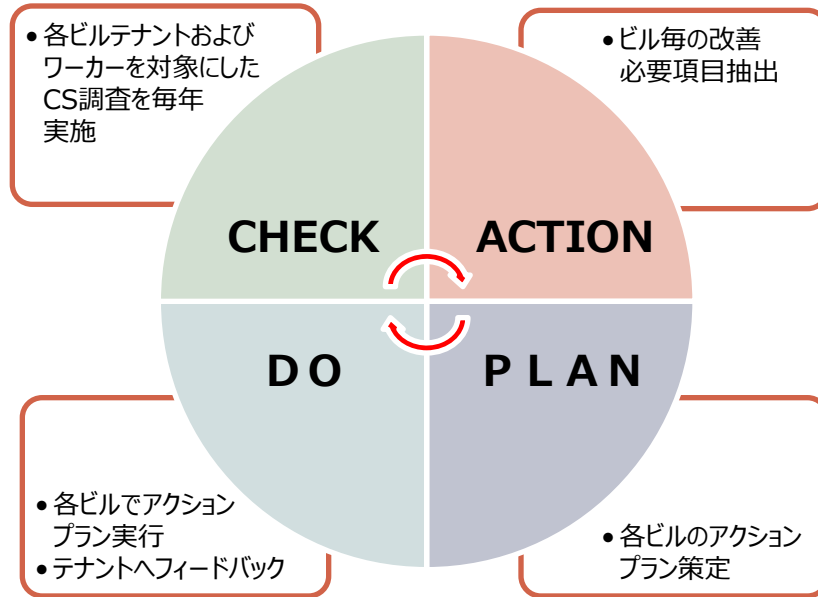 • 各ビルテナントおよび
ワーカーを対象にした
CS調査を毎年
実施
• ビル毎の改善
必要項目抽出
CHECK
ACTION
DO
PLAN
• 各ビルでアクション
プラン実行
• テナントへフィードバック
• 各ビルのアクション
プラン策定